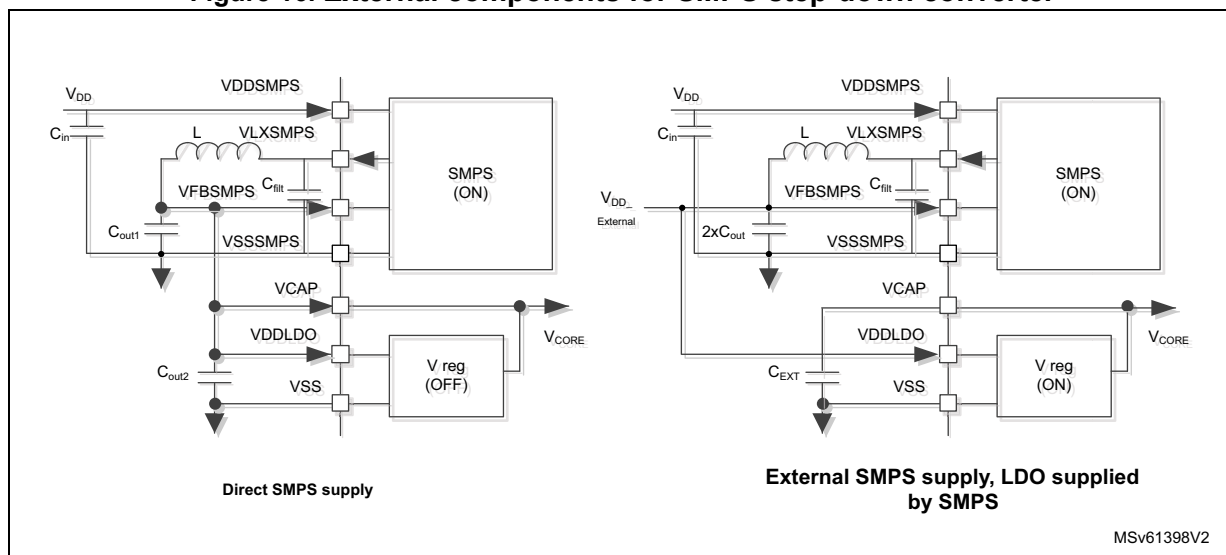 External components for SMPS step-down converter
VDD
VDDSMPS
Cin
L
VLXSMPS
Cfilt
SMPS
(ON)
VFBSMPS
Cout1
VSSSMPS
VCAP
VCORE
VDDLDO
Cout2
V reg
(OFF)
VSS
Direct SMPS supply
VDD
VDDSMPS
Cin
L
VLXSMPS
Cfilt
SMPS
(ON)
VDD_
External
VFBSMPS
2xCout
VSSSMPS
VCAP
VCORE
VDDLDO
CEXT
V reg
(ON)
VSS
External SMPS supply, LDO supplied
by SMPS
MSv61398V2